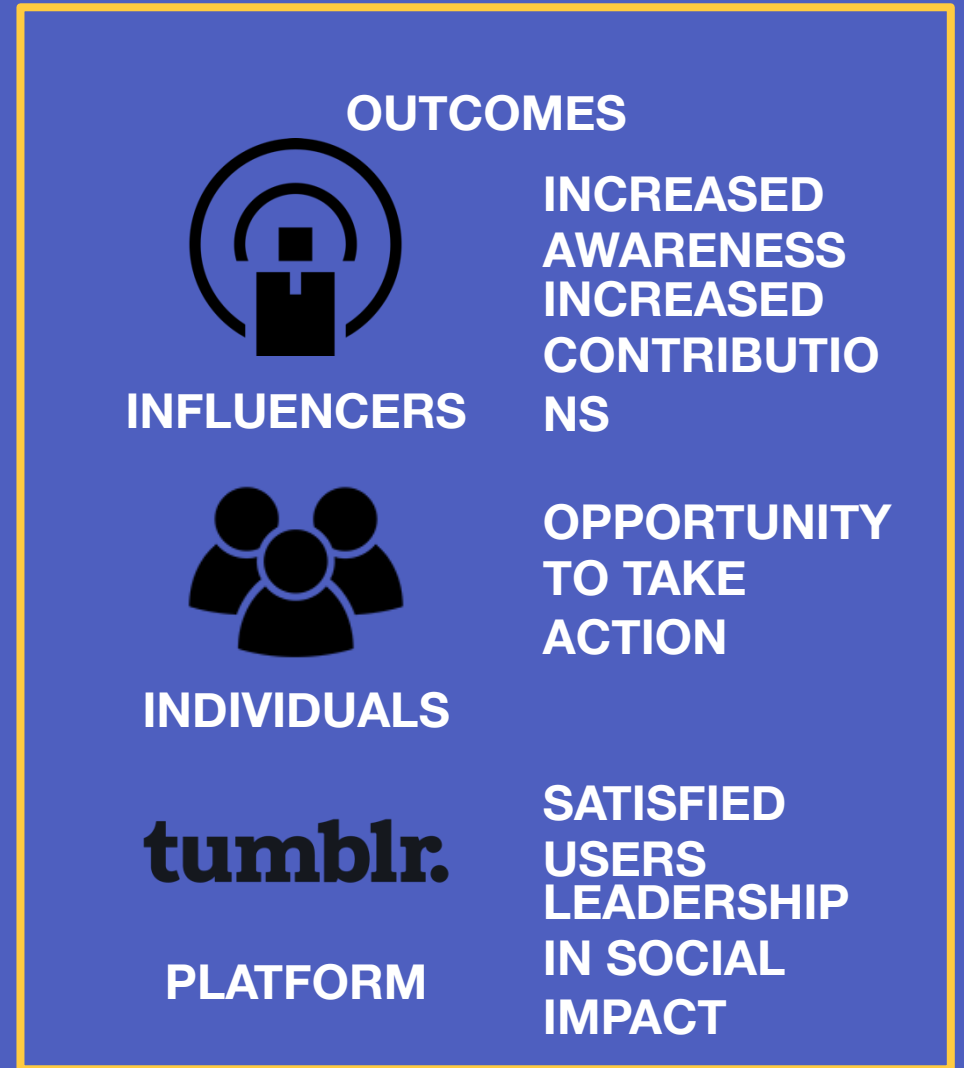 OUTCOMES
INCREASED
AWARENESS
INCREASED
CONTRIBUTIO
NS
INFLUENCERS
OPPORTUNITY
TO TAKE
ACTION
INDIVIDUALS
tumblr.
SATISFIED
USERS
LEADERSHIP
IN SOCIAL
IMPACT
PLATFORM